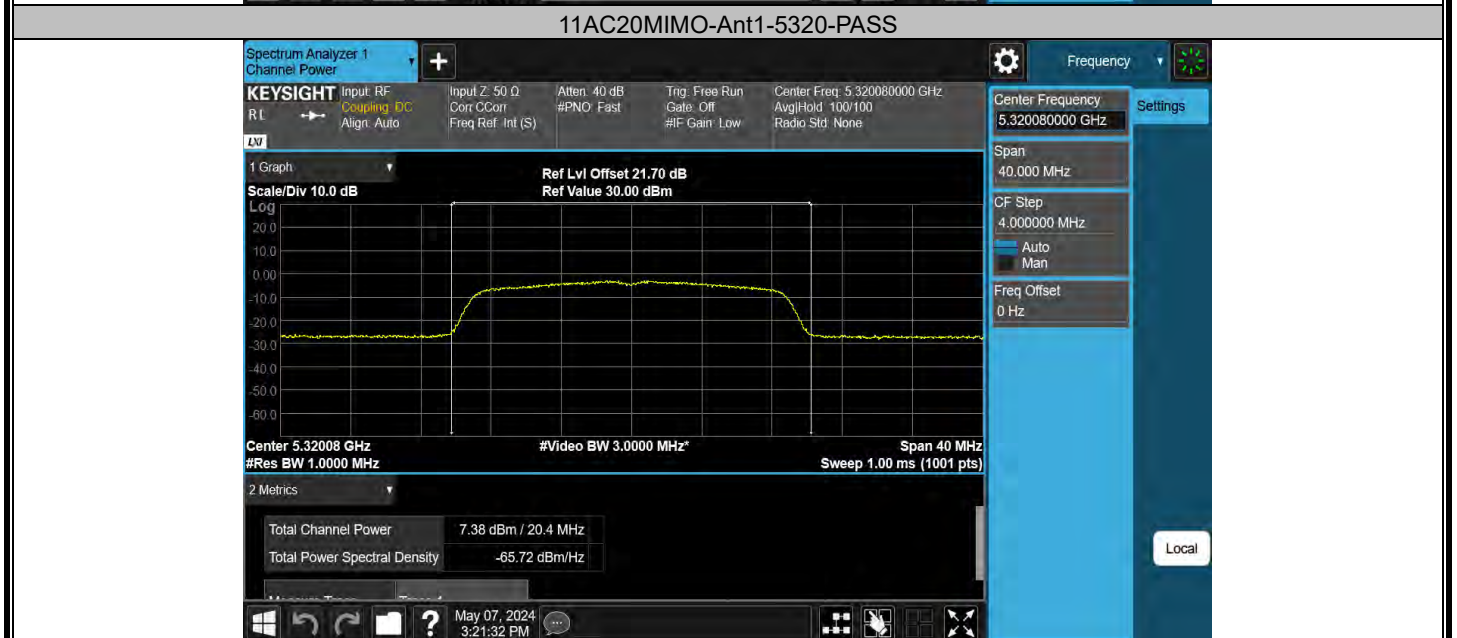 11AC20MIMO-Ant1-5320-PASS
Spectrum Analyzer 1
Channel Power
+
Frequency
KEYSIGHT
Input: RF
Coupling: DC
Align: Auto
RL
LXI
Input Z: 50 Ω
Corr CCorr
Freq Ref: Int (S)
Atten: 40 dB
#PNO: Fast
Trig: Free Run
Gate: Off
#IF Gain: Low
Center Freq: 5.320080000 GHz
Avg|Hold: 100/100
Radio Std: None
Center Frequency
5.320080000 GHz
Settings
Span
40.000 MHz
CF Step
4.000000 MHz
Auto
Man
Freq Offset
0 Hz
1 Graph
Scale/Div 10.0 dB
Ref Lvl Offset 21.70 dB
Ref Value 30.00 dBm
Log
20.0
10.0
0.00
-10.0
-20.0
-30.0
-40.0
-50.0
-60.0
Center 5.32008 GHz
#Video BW 3.0000 MHz*
Span 40 MHz
#Res BW 1.0000 MHz
Sweep 1.00 ms (1001 pts)
2 Metrics
Total Channel Power 7.38 dBm / 20.4 MHz
Total Power Spectral Density -65.72 dBm/Hz
Local
?
May 07, 2024
3:21:32 PM